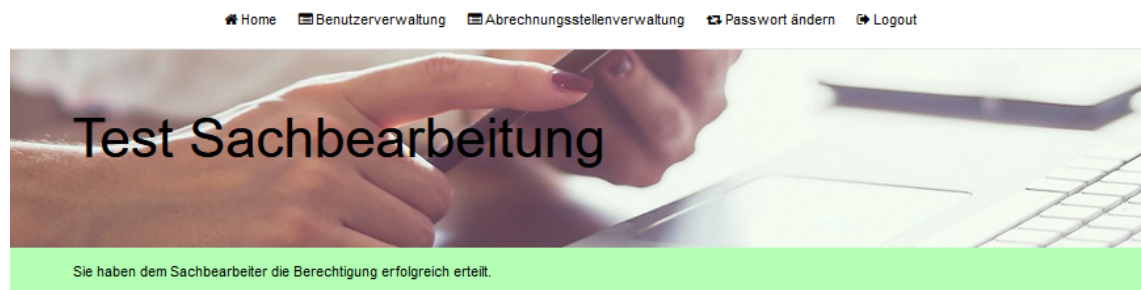 Home Benutzerverwaltung Abrechnungsstellenverwaltung Passwort ändern Logout
Test Sachbearbeitung
Sie haben dem Sachbearbeiter die Berechtigung erfolgreich erteilt.